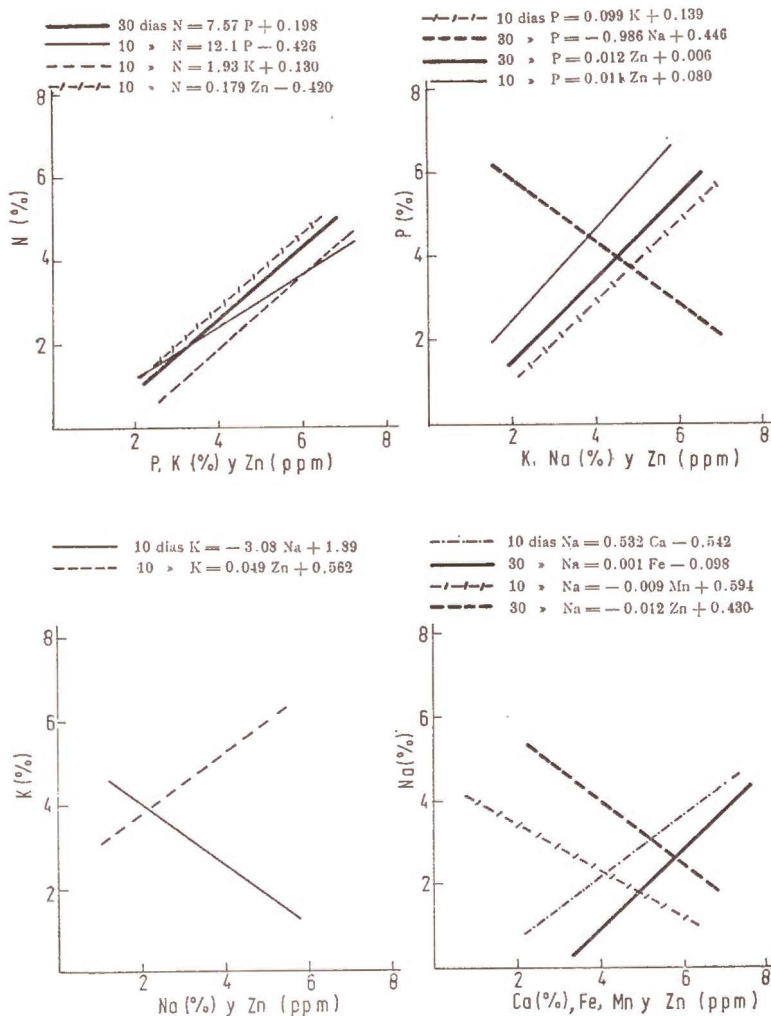 30 dias N = 7.57 P + 0.198
10 » N = 12.1 P − 0.426
10 » N = 1.93 K + 0.130
10 » N = 0.179 Zn − 0.420
8
6
4
2
N (%)
2 4 6 8
P, K (%) y Zn (ppm)
10 dias P = 0.099 K + 0.139
30 » P = − 0.986 Na + 0.446
30 » P = 0.012 Zn + 0.006
10 » P = Zn + 0.080
8
6
4
2
P (%)
2 4 6 8
K, Na (%) y Zn (ppm)
10 dias K = − 3.08 Na + 1.89
10 » K = 0.049 Zn + 0.562
8
6
4
2
K (%)
2 4 6 8
Na (%) y Zn (ppm)
10 dias Na = 0.532 Ca − 0.542
30 » Na = 0.001 Fe − 0.098
10 » Na = − 0.009 Mn + 0.594
30 » Na = − 0.012 Zn + 0.430
8
6
4
2
Na (%)
2 4 6 8
Ca (%), Fe, Mn y Zn (ppm)